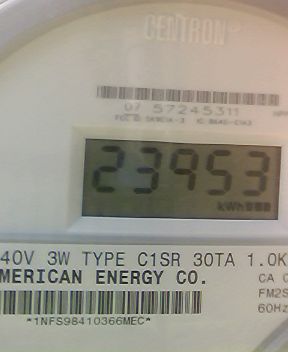 CENTRON®
07 57245311
23953
kWh
40V 3W TYPE C1SR 30TA 1.0K
MERICAN ENERGY CO.
CA
FM2S
60Hz
*1NFS98410366MEC*